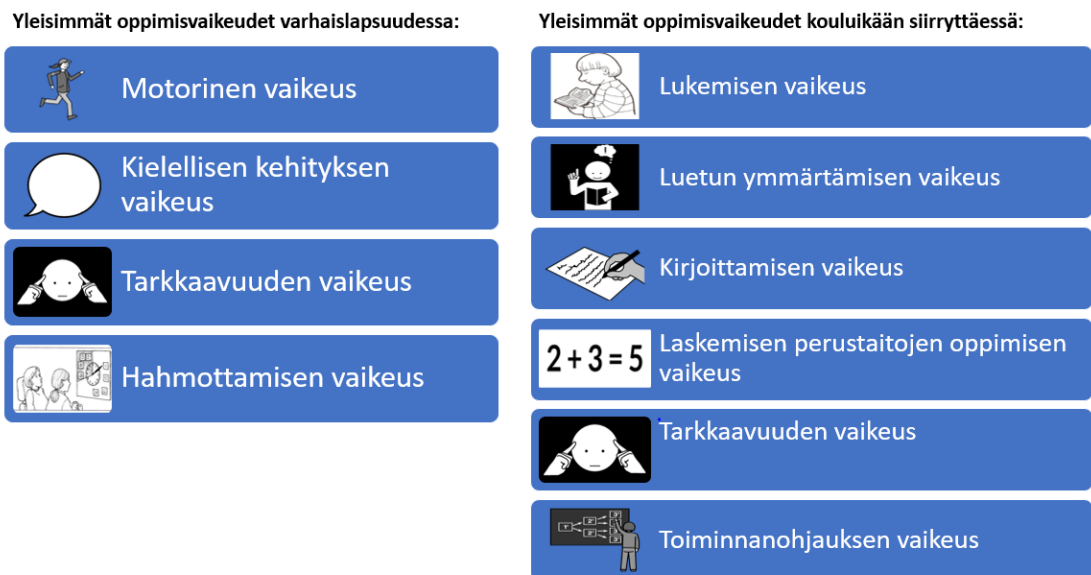 Yleisimmät oppimisvaikeudet varhaislapsuudessa:
Motorinen vaikeus
Kielellisen kehityksen
vaikeus
Tarkkaavuuden vaikeus
Hahmottamisen vaikeus
Yleisimmät oppimisvaikeudet kouluikään siirryttäessä:
Lukemisen vaikeus
Luetun ymmärtämisen vaikeus
Kirjoittamisen vaikeus
2 + 3 = 5
Laskemisen perustaitojen oppimisen
vaikeus
Tarkkaavuuden vaikeus
Toiminnanohjauksen vaikeus